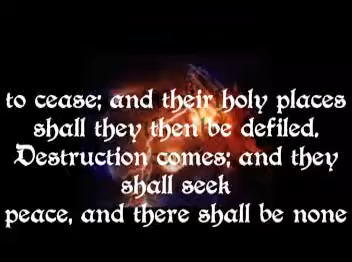 to cease; and their holy places
shall they then be defiled.
Destruction comes; and they
shall seek
peace, and there shall be none